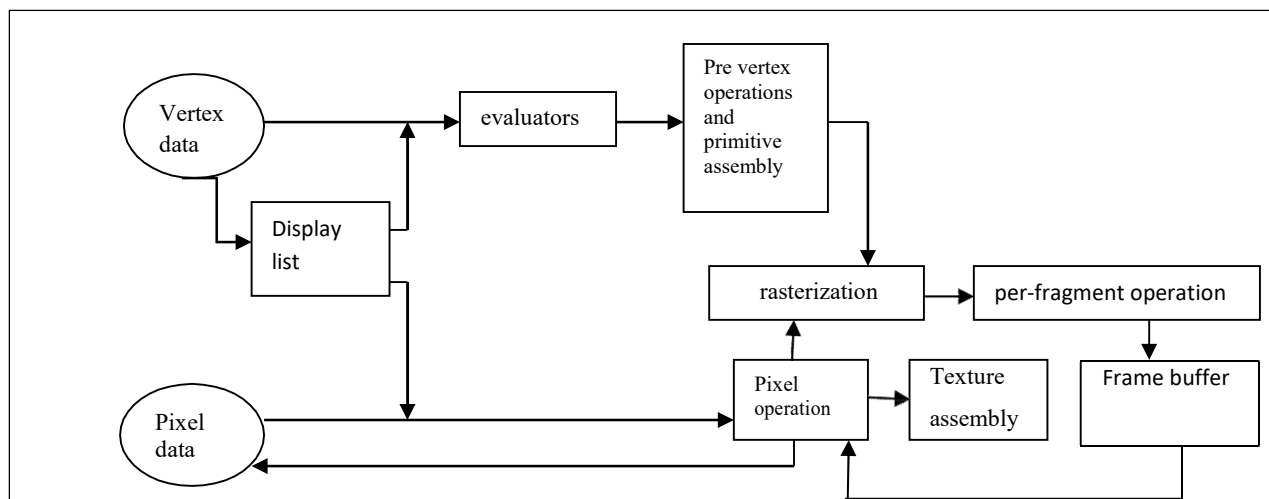 Vertex
data
evaluators
Pre vertex
operations
and
primitive
assembly
Display
list
rasterization
per-fragment operation
Pixel
data
Pixel
operation
Texture
assembly
Frame buffer